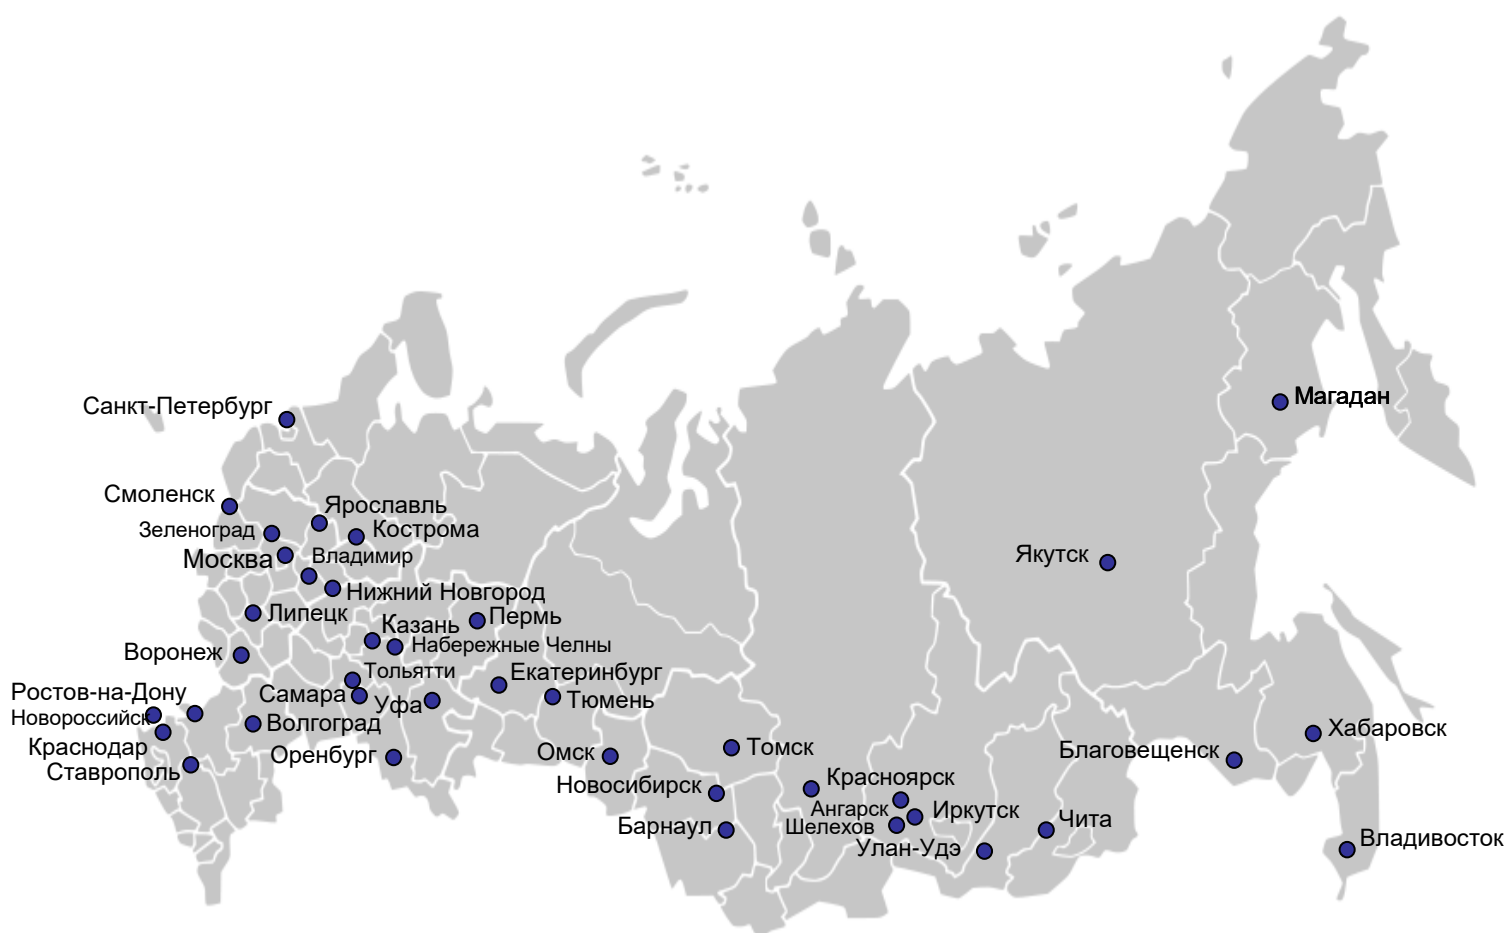 Санкт-Петербург
Магадан
Смоленск
Ярославль
Зеленоград
Кострома
Москва
Владимир
Якутск
Нижний Новгород
Липецк
Пермь
Казань
Набережные Челны
Воронеж
Тольятти
Екатеринбург
Самара
Уфа
Тюмень
Ростов-на-Дону
Новороссийск
Волгоград
Краснодар
Ставрополь
Оренбург
Омск
Томск
Хабаровск
Благовещенск
Новосибирск
Красноярск
Ангарск
Иркутск
Шелехов
Барнаул
Чита
Улан-Удэ
Владивосток